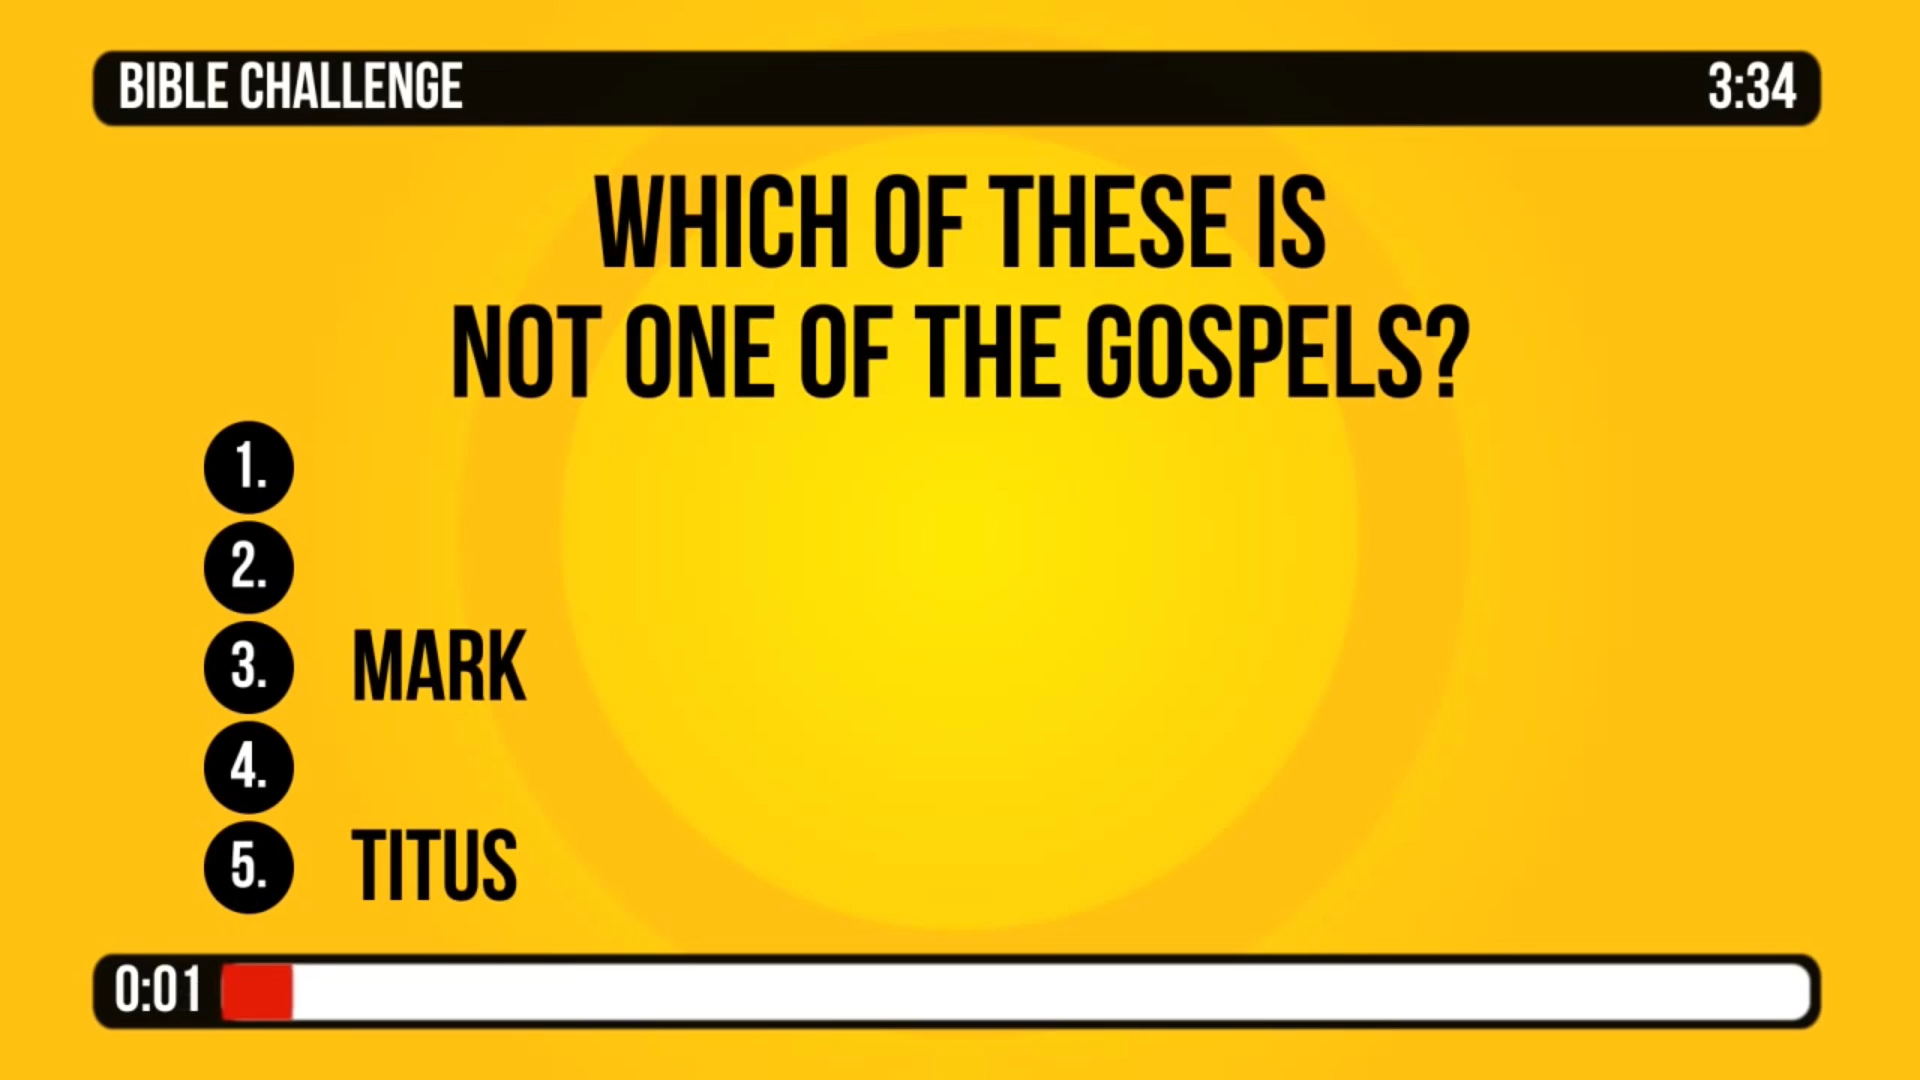 BIBLE CHALLENGE 3:34
WHICH OF THESE IS
NOT ONE OF THE GOSPELS?
1.
2.
3. MARK
4.
5. TITUS
0:01